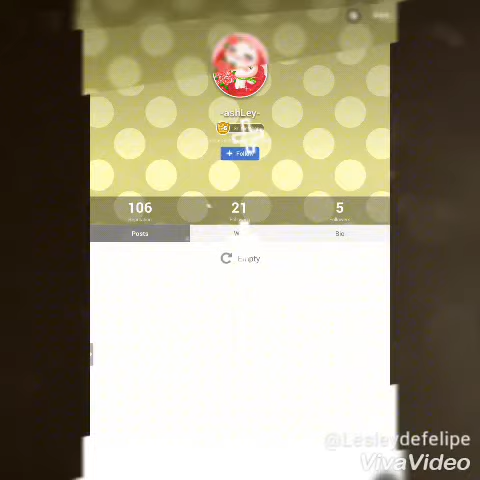 -ashLey-
+ Follow
106
21
5
Posts
Bio
Empty
@Lesleydefelipe
VivaVideo